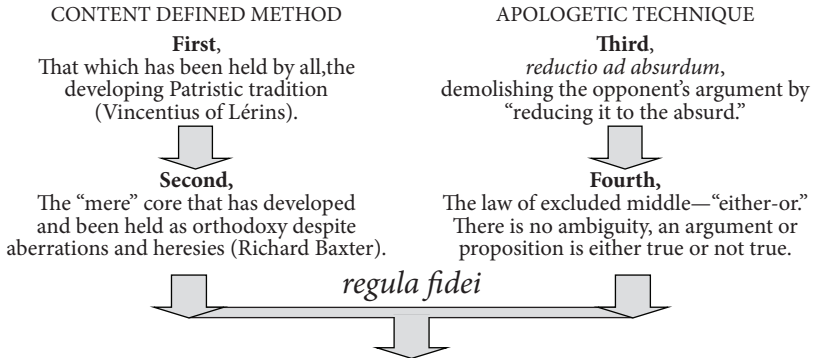 CONTENT DEFINED METHOD
First,
That which has been held by all,the
developing Patristic tradition
(Vincentius of Lérins).
Second,
The “mere” core that has developed
and been held as orthodoxy despite
aberrations and heresies (Richard Baxter).
APOLOGETIC TECHNIQUE
Third,
reductio ad absurdum,
demolishing the opponent’s argument by
“reducing it to the absurd.”
Fourth,
The law of excluded middle—“either-or.”
There is no ambiguity, an argument or
proposition is either true or not true.
regula fidei